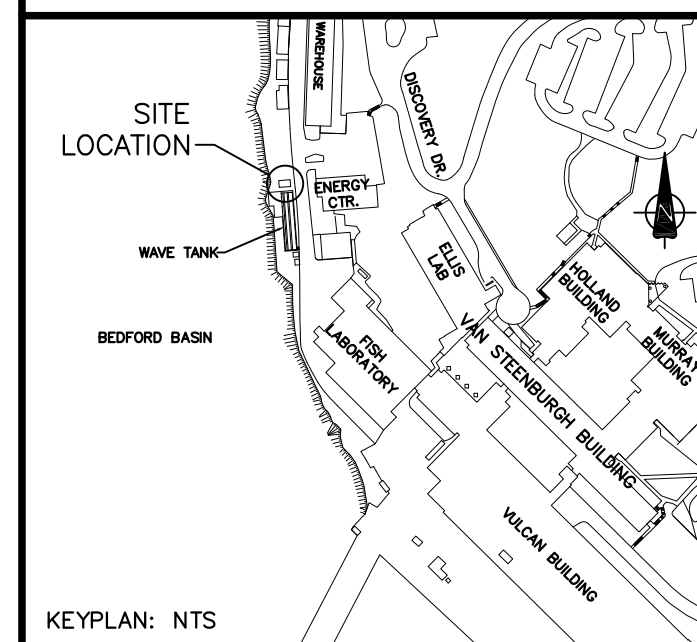 WAREHOUSE
DISCOVERY DR.
SITE
LOCATION
ENERGY
CTR.
N
WAVE TANK
ELLIS
LAB
HOLLAND
BUILDING
BEDFORD BASIN
FISH
LABORATORY
MURRAY
BUILDING
VAN STEENBURGH BUILDING
VULCAN BUILDING
KEYPLAN: NTS